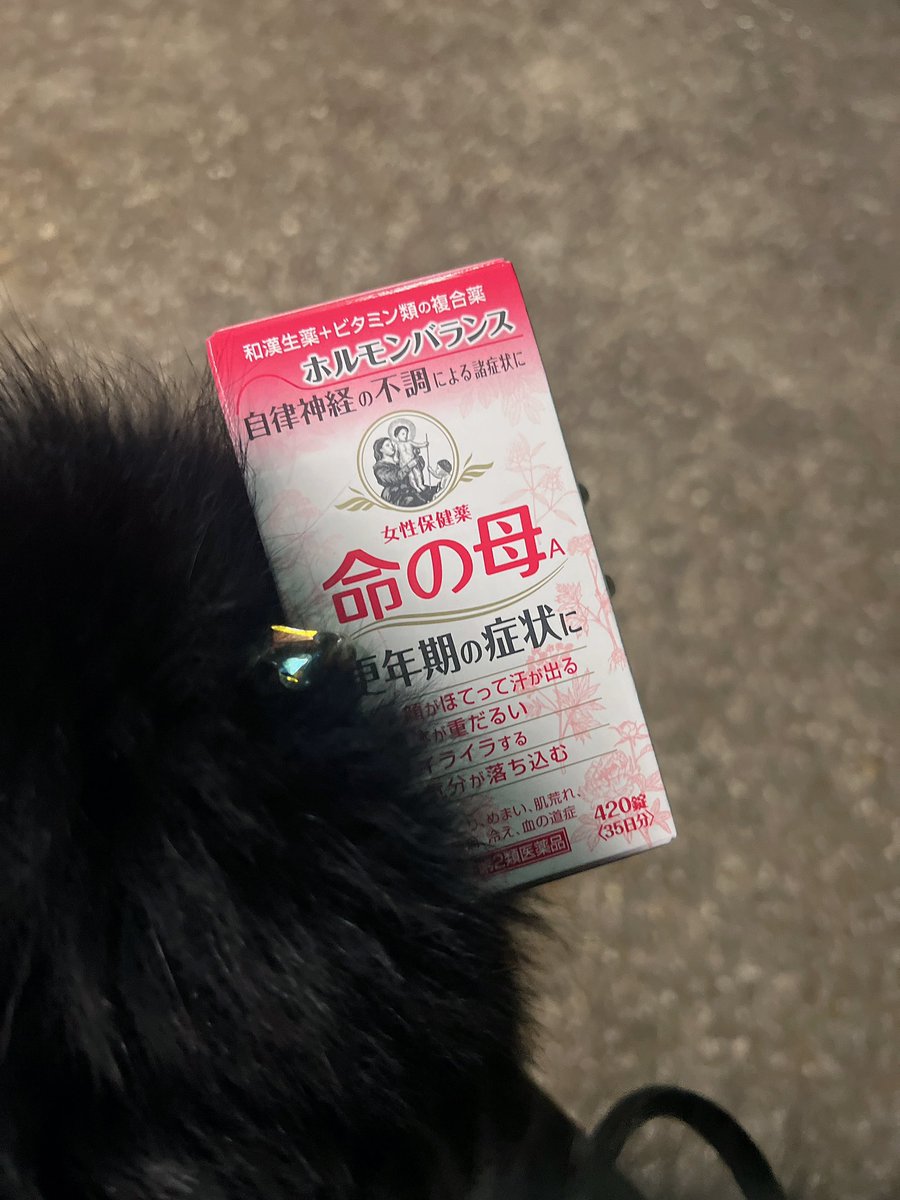 和漢生薬+ビタミン類の複合薬
ホルモンバランス
自律神経の不調による諸症状に
女性保健薬
命の母A
更年期の症状に
顔がほてって汗が出る
が重だるい
イライラする
気分が落ち込む
、めまい、肌荒れ、
、冷え、血の道症
420錠
〈35日分〉
第2類医薬品